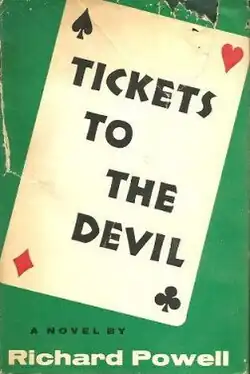 TICKETS
TO
THE
DEVIL
A NOVEL BY
Richard Powell